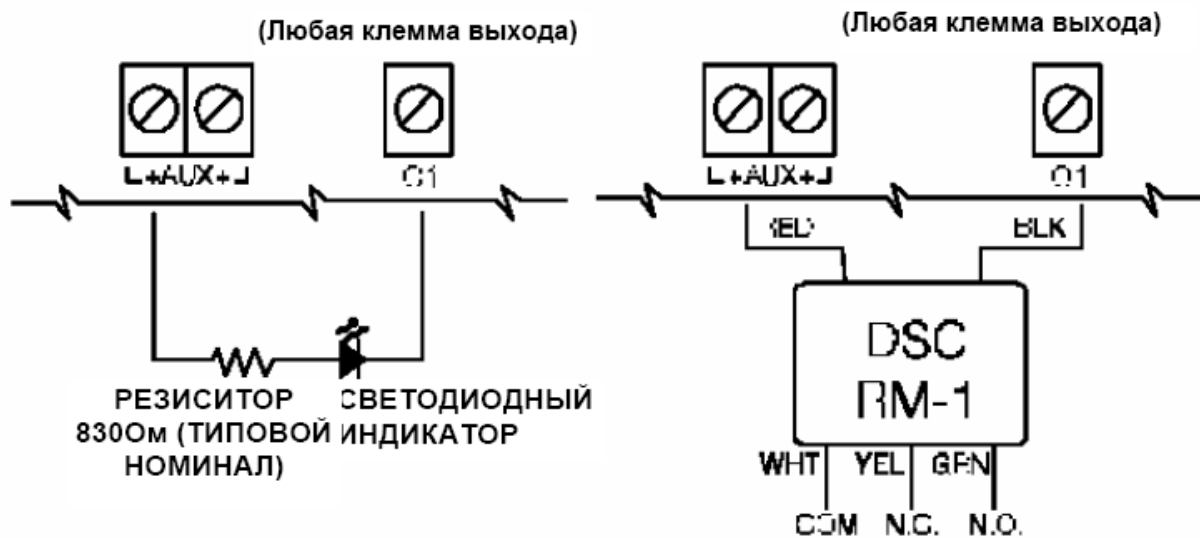 (Любая клемма выхода)
+AUX+
O1
РЕЗИСИТОР
830Ом (ТИПОВОЙ
НОМИНАЛ)
СВЕТОДИОДНЫЙ
ИНДИКАТОР
(Любая клемма выхода)
+AUX+
O1
RED
BLK
DSC
RM-1
WHT YEL GRN
COM N.C. N.O.